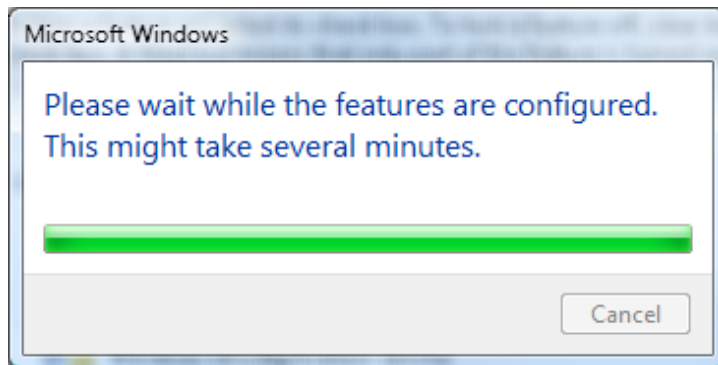 Microsoft Windows
Please wait while the features are configured.
This might take several minutes.
Cancel